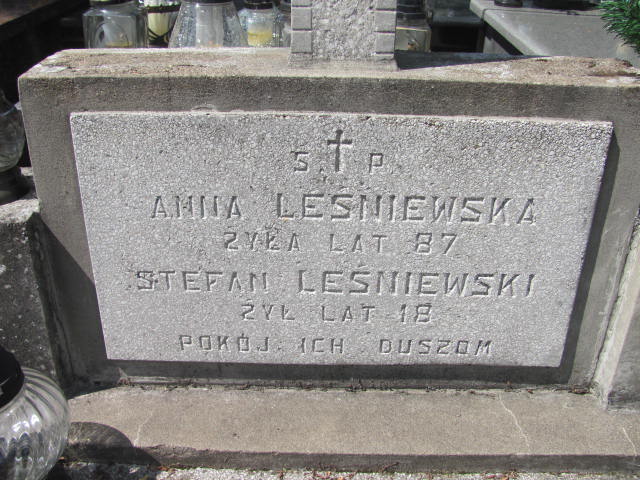 S † P
ANNA LEŚNIEWSKA
ŻYŁA LAT 87
STEFAN LEŚNIEWSKI
ŻYŁ LAT 18
POKÓJ ICH DUSZOM